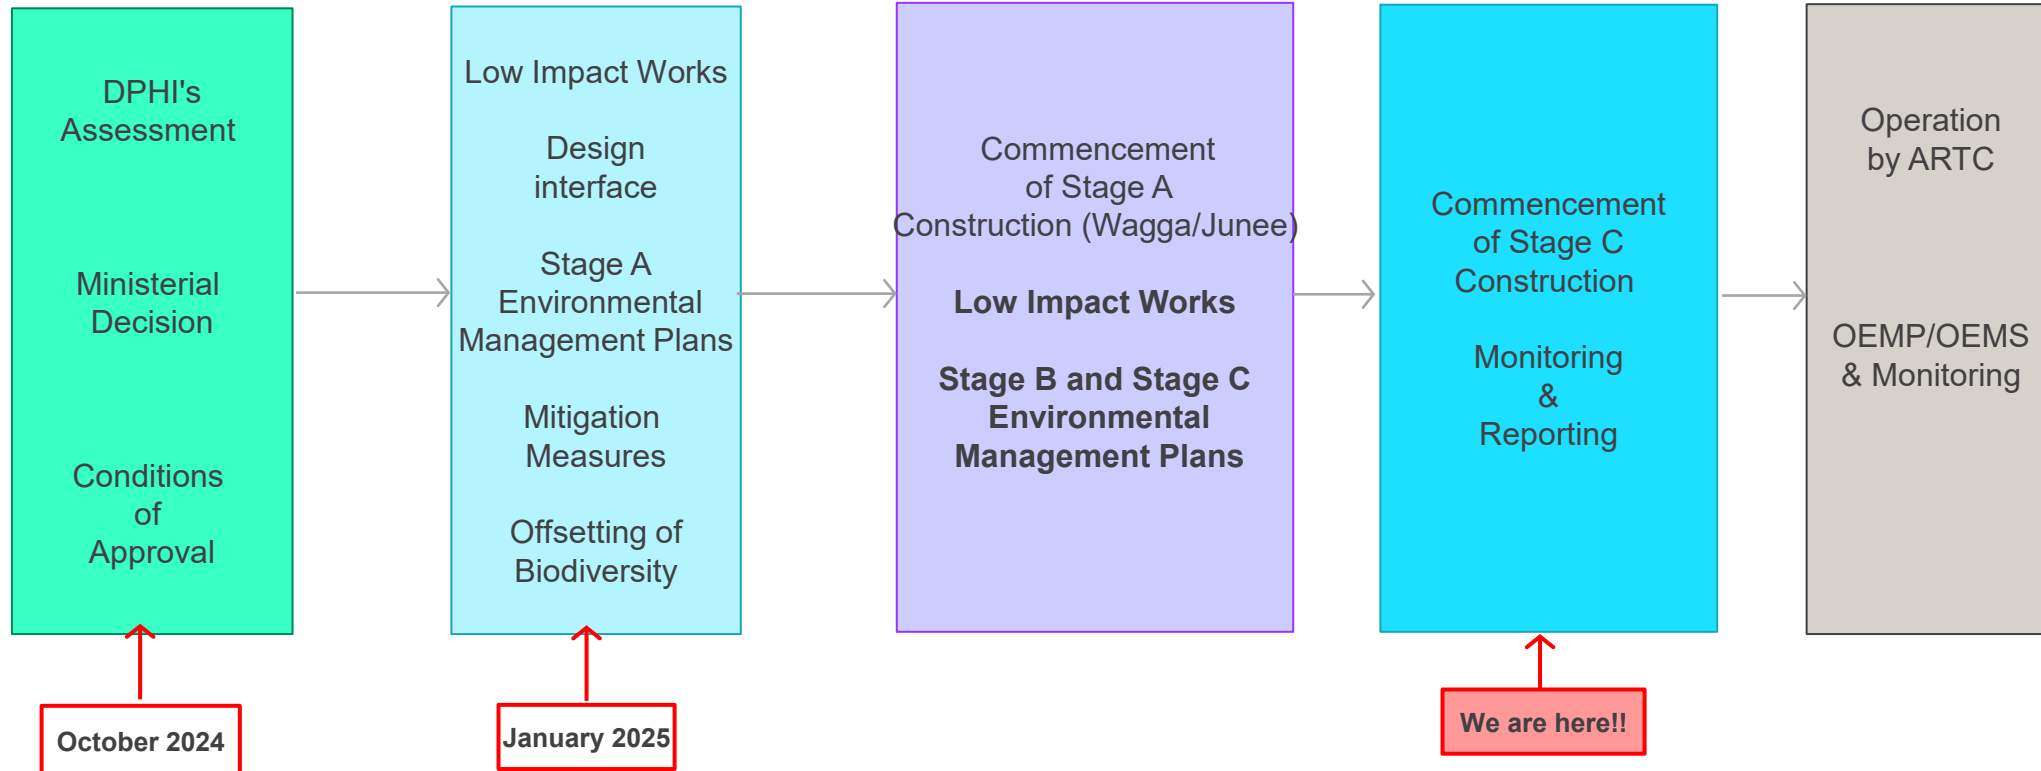 DPHI's
Assessment
Ministerial
Decision
Conditions
of
Approval
October 2024
Low Impact Works
Design
interface
Stage A
Environmental
Management Plans
Mitigation
Measures
Offsetting of
Biodiversity
January 2025
Commencement
of Stage A
Construction (Wagga/Junee)
Low Impact Works
Stage B and Stage C
Environmental
Management Plans
Commencement
of Stage C
Construction
Monitoring
&
Reporting
We are here!!
Operation
by ARTC
OEMP/OEMS
& Monitoring